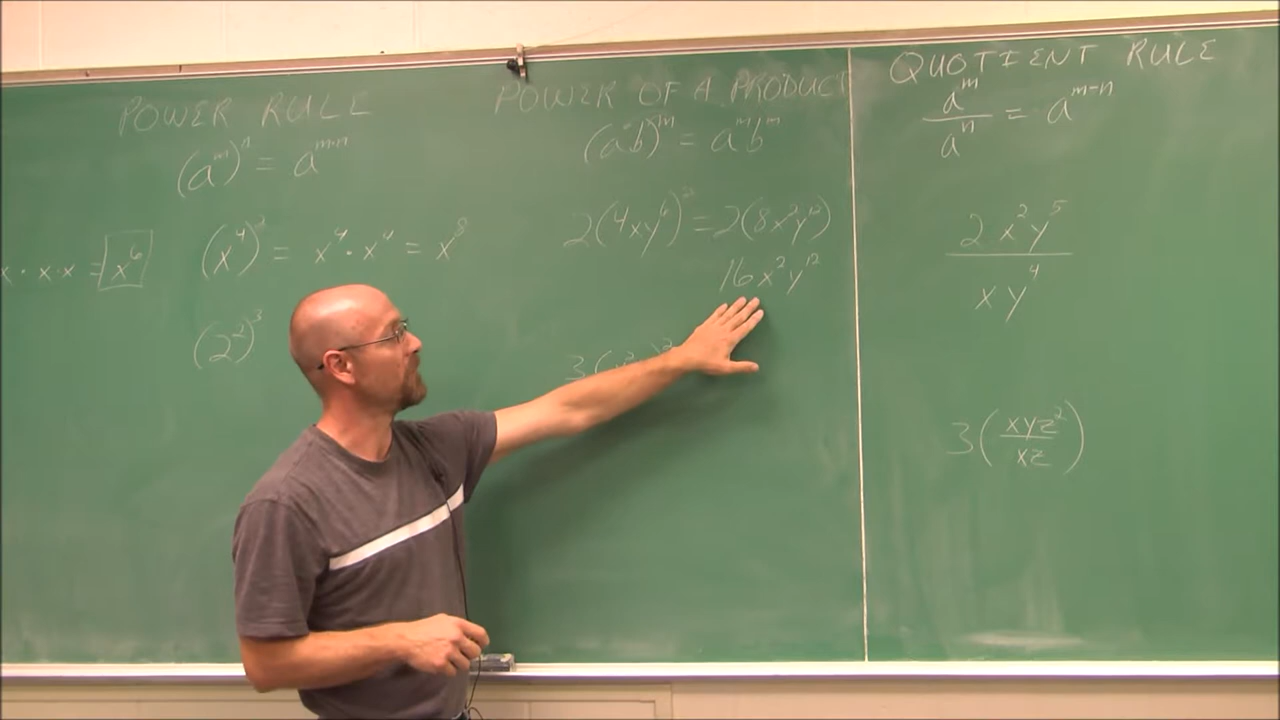 POWER RULE
(a^m)^n = a^{m·n}
x · x · x = x^6
(x^4)^2 = x^4 · x^4 = x^8
(2^2)^3
POWER OF A PRODUCT
(ab)^m = a^m b^m
2(4xy^6)^2 = 2(8x^2y^12)
16x^2y^12
QUOTIENT RULE
a^m / a^n = a^{m-n}
2x^2y^5 / xy^4
3(xyz^2 / xz)